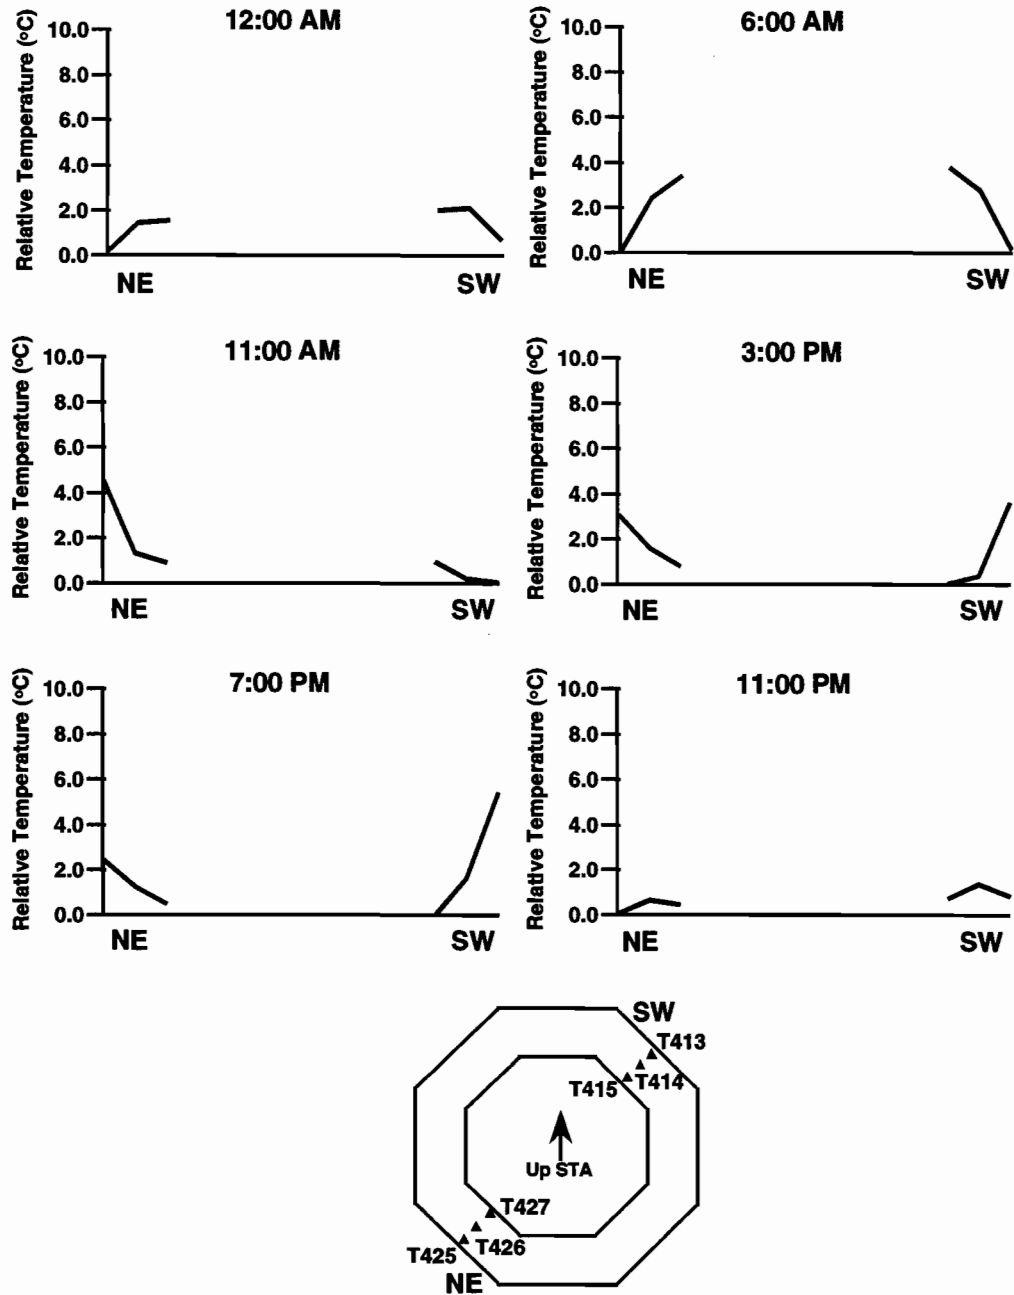 12:00 AM
Relative Temperature (°C)
10.0
8.0
6.0
4.0
2.0
0.0
NE
SW
6:00 AM
Relative Temperature (°C)
10.0
8.0
6.0
4.0
2.0
0.0
NE
SW
11:00 AM
Relative Temperature (°C)
10.0
8.0
6.0
4.0
2.0
0.0
NE
SW
3:00 PM
Relative Temperature (°C)
10.0
8.0
6.0
4.0
2.0
0.0
NE
SW
7:00 PM
Relative Temperature (°C)
10.0
8.0
6.0
4.0
2.0
0.0
NE
SW
11:00 PM
Relative Temperature (°C)
10.0
8.0
6.0
4.0
2.0
0.0
NE
SW
SW
T413
T414
T415
Up STA
T427
T426
T425
NE